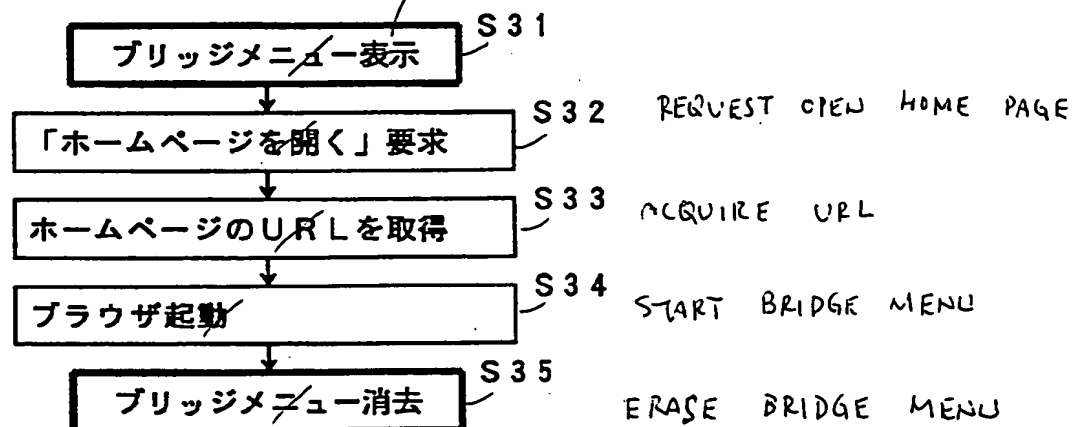 ブリッジメニュー表示 S31
「ホームページを開く」要求 S32 REQUEST OPEN HOME PAGE
ホームページのURLを取得 S33 ACQUIRE URL
ブラウザ起動 S34 START BRIDGE MENU
ブリッジメニュー消去 S35 ERASE BRIDGE MENU